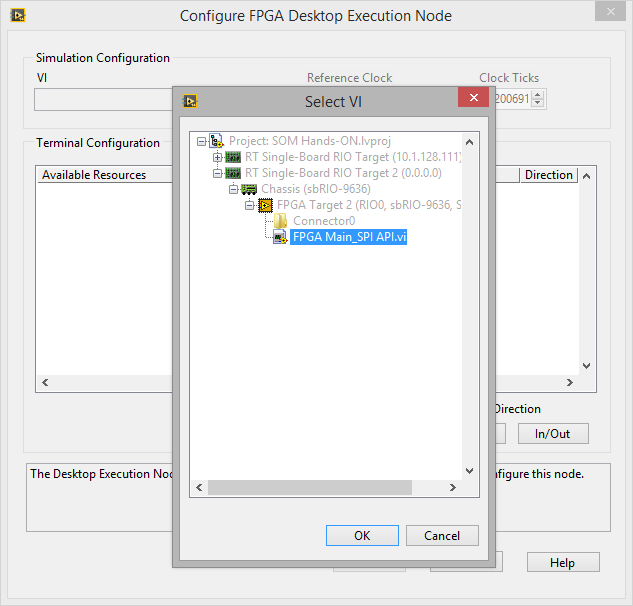 Configure FPGA Desktop Execution Node
Simulation Configuration
VI
Reference Clock
Clock Ticks
200691
Terminal Configuration
Available Resources
Direction
Direction
In/Out
The Desktop Execution
nfigure this node.
Help
Select VI
Project: SOM Hands-ON.lvproj
RT Single-Board RIO Target (10.1.128.111)
RT Single-Board RIO Target 2 (0.0.0.0)
Chassis (sbRIO-9636)
FPGA Target 2 (RIO0, sbRIO-9636, S
Connector0
FPGA Main_SPI API.vi
OK
Cancel